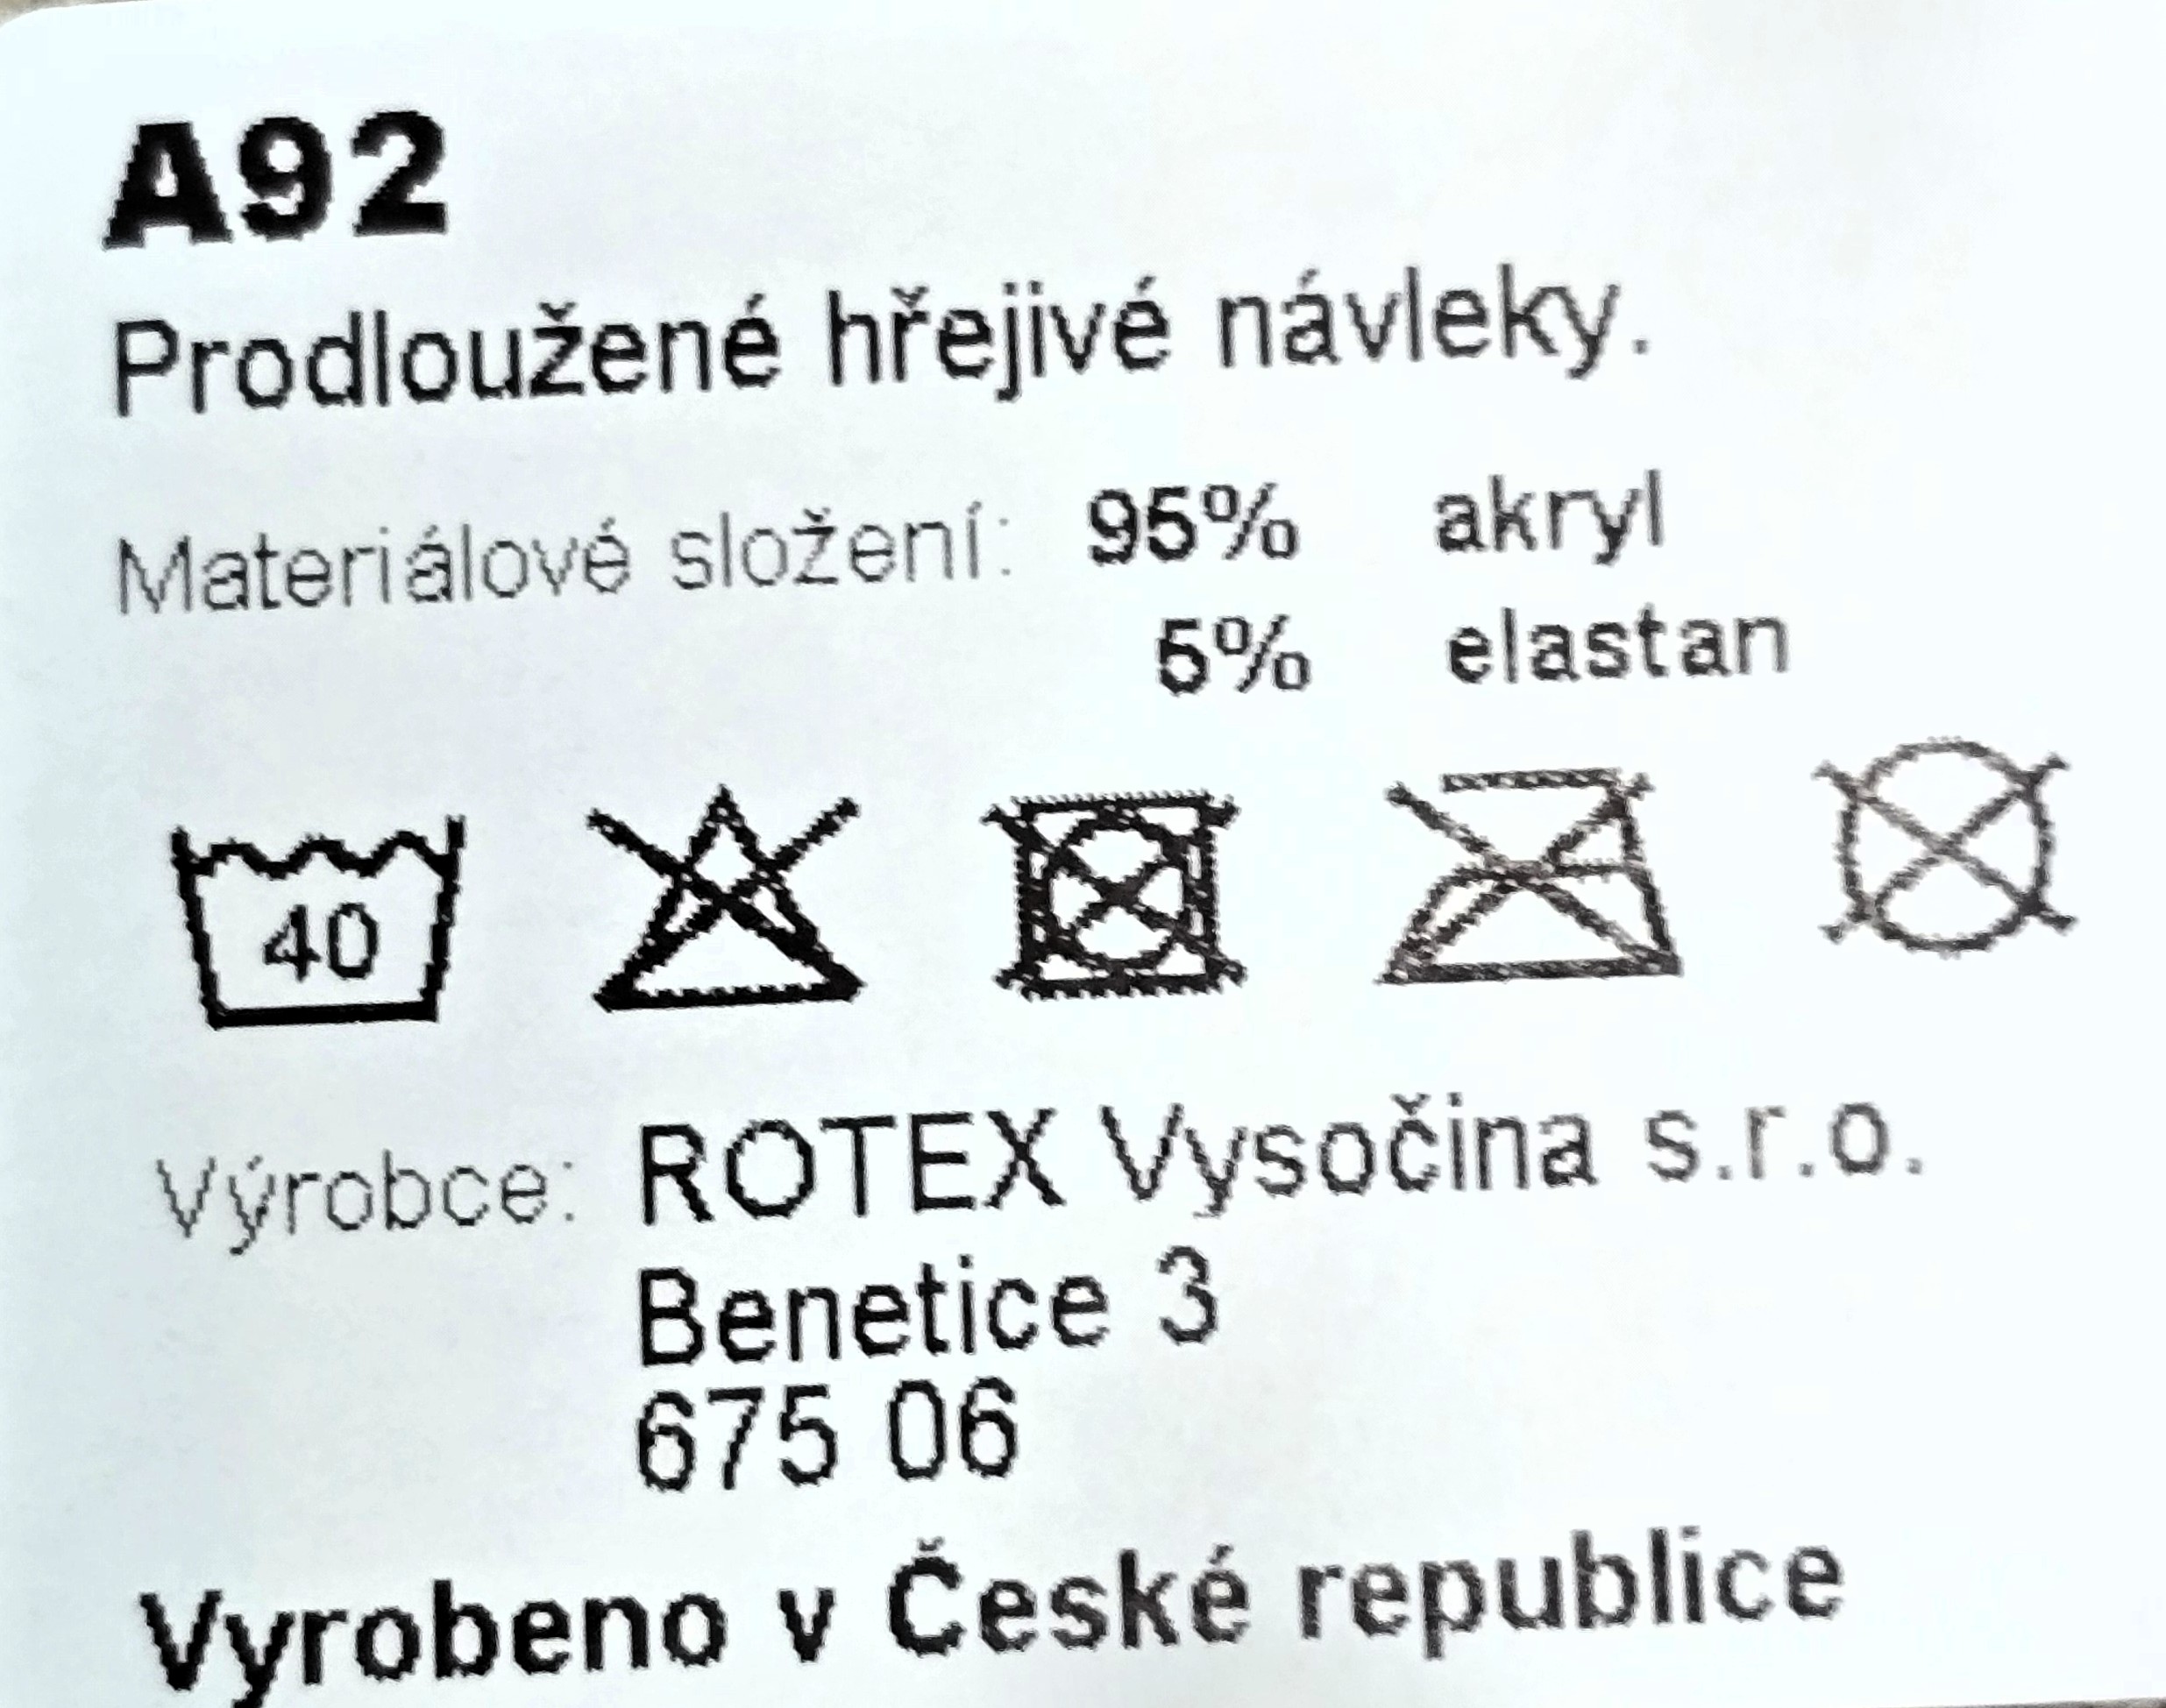 A92
Prodloužené hřejivé návleky.
Materiálové složení: 95% akryl
5% elastan
40
Výrobce: ROTEX Vysočina s.r.o.
Benetice 3
675 06
Vyrobeno v České republice